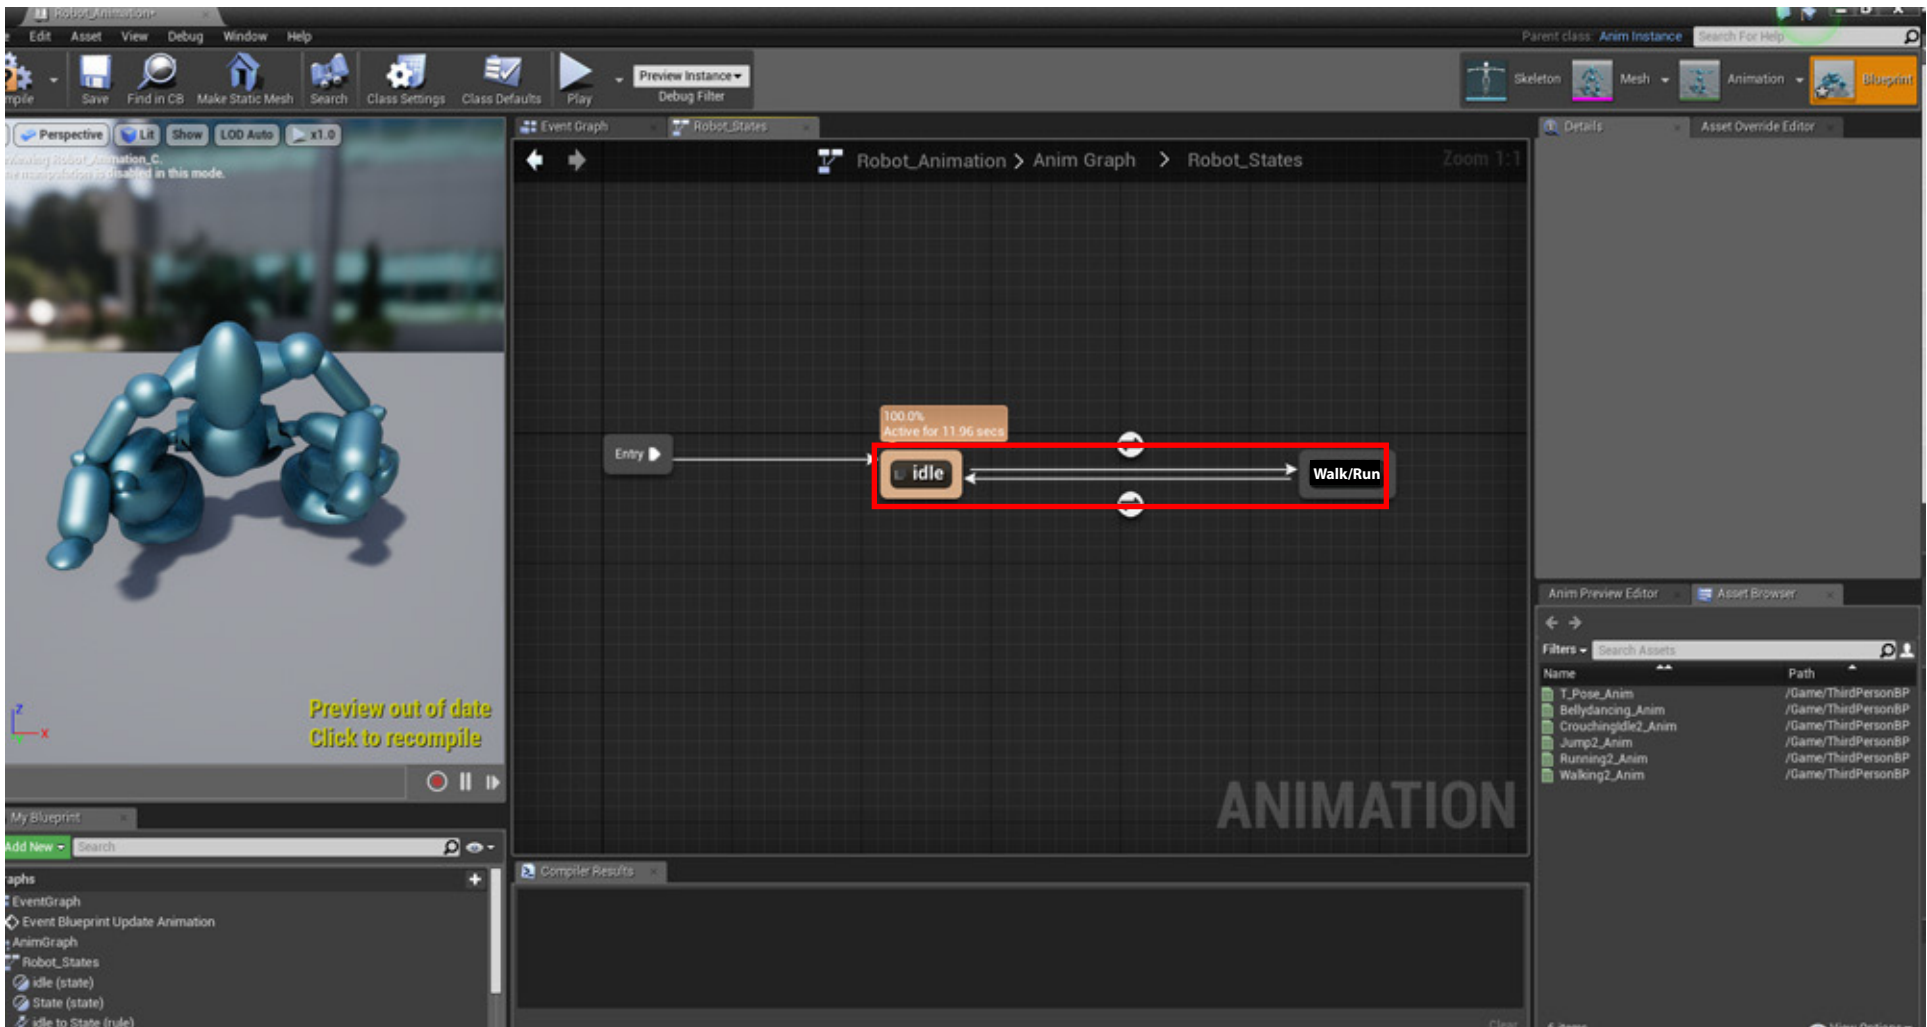 Robot_Animation*
Edit Asset View Debug Window Help
Parent class: Anim Instance
Search For Help
Save
Find in CB
Make Static Mesh
Search
Class Settings
Class Defaults
Play
Preview Instance
Debug Filter
Skeleton
Mesh
Animation
Blueprint
Perspective
Lit
Show
LOD Auto
x1.0
Robot_Animation_C.
disabled in this mode.
Preview out of date
Click to recompile
Z
X
Event Graph
Robot_States
Robot_Animation > Anim Graph > Robot_States
Zoom 1:1
Entry
100.0%
Active for 11.96 secs
idle
Walk/Run
ANIMATION
Details
Asset Override Editor
Anim Preview Editor
Asset Browser
Filters
Search Assets
Name Path
T_Pose_Anim /Game/ThirdPersonBP
Bellydancing_Anim /Game/ThirdPersonBP
CrouchingIdle2_Anim /Game/ThirdPersonBP
Jump2_Anim /Game/ThirdPersonBP
Running2_Anim /Game/ThirdPersonBP
Walking2_Anim /Game/ThirdPersonBP
My Blueprint
Add New
Search
aphs
EventGraph
Event Blueprint Update Animation
AnimGraph
Robot_States
idle (state)
State (state)
idle to State (rule)
Compiler Results
Clear